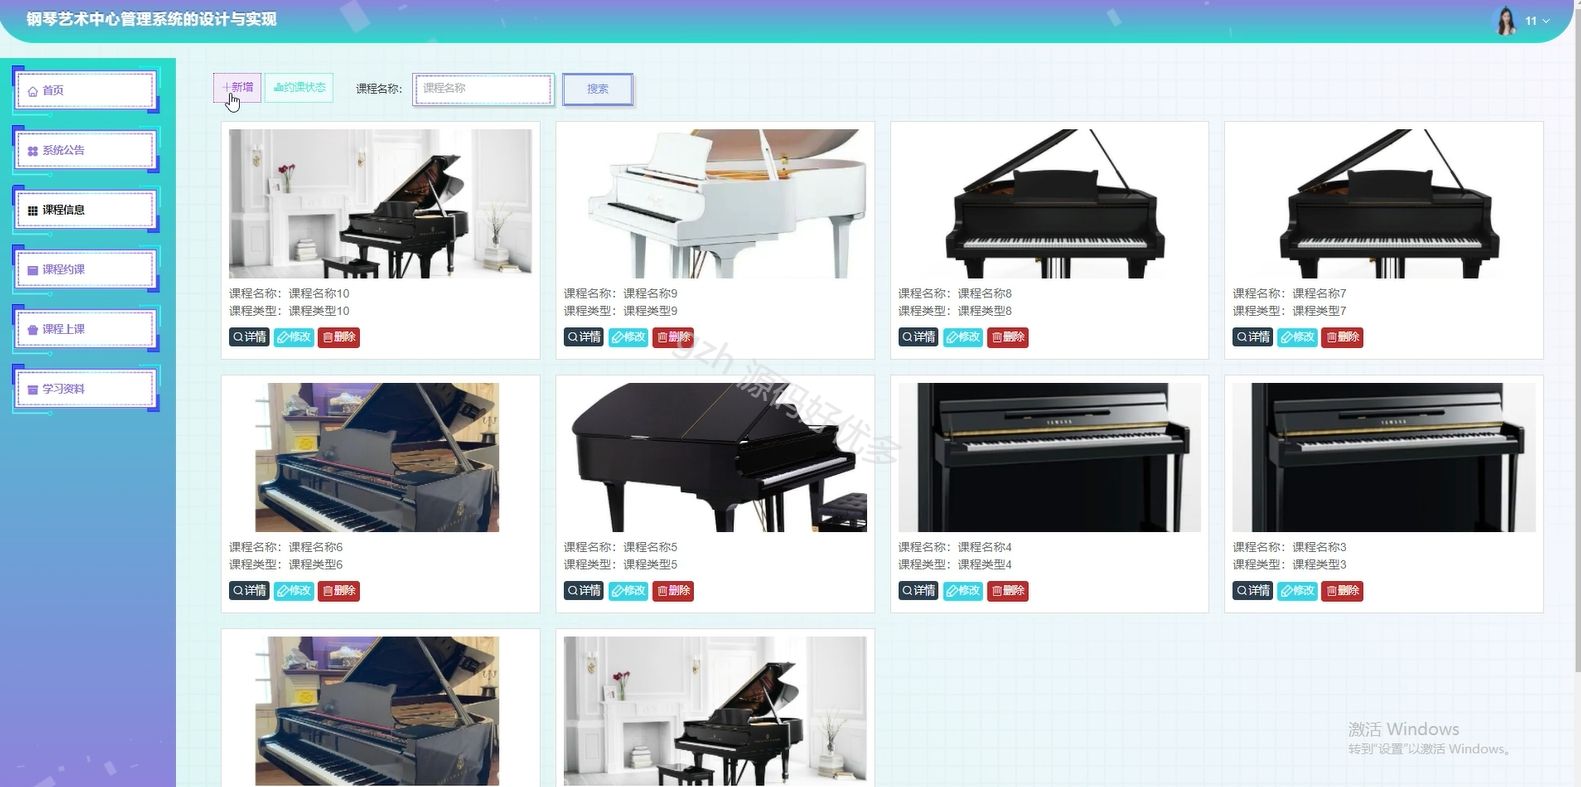 钢琴艺术中心管理系统的设计与实现
11
首页
系统公告
课程信息
课程约课
课程上课
学习资料
新增
约课状态
课程名称：
课程名称
搜索
课程名称：课程名称10
课程类型：课程类型10
详情 修改 删除
课程名称：课程名称9
课程类型：课程类型9
详情 修改 删除
课程名称：课程名称8
课程类型：课程类型8
详情 修改 删除
课程名称：课程名称7
课程类型：课程类型7
详情 修改 删除
gzh 源码好优多
课程名称：课程名称6
课程类型：课程类型6
详情 修改 删除
课程名称：课程名称5
课程类型：课程类型5
详情 修改 删除
YAMAHA
课程名称：课程名称4
课程类型：课程类型4
详情 修改 删除
YAMAHA
课程名称：课程名称3
课程类型：课程类型3
详情 修改 删除
激活 Windows
转到“设置”以激活 Windows。